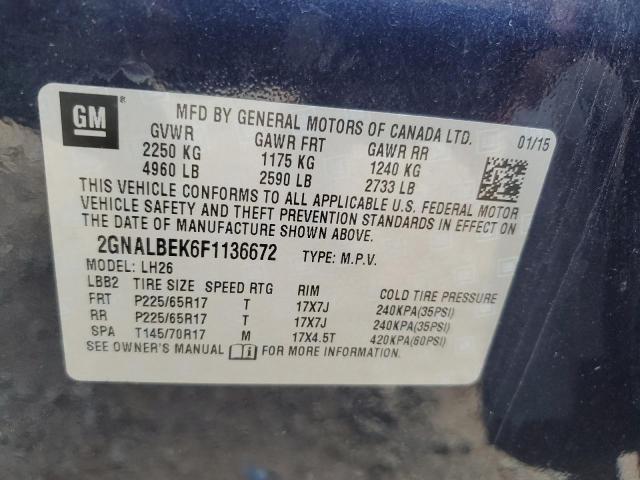 GM ®
MFD BY GENERAL MOTORS OF CANADA LTD.
01/15
GVWR GAWR FRT GAWR RR
2250 KG 1175 KG 1240 KG
4960 LB 2590 LB 2733 LB
THIS VEHICLE CONFORMS TO ALL APPLICABLE U.S. FEDERAL MOTOR
VEHICLE SAFETY AND THEFT PREVENTION STANDARDS IN EFFECT ON
THE DATE OF MANUFACTURE SHOWN ABOVE.
2GNALBEK6F1136672 TYPE: M.P.V.
MODEL: LH26
LBB2 TIRE SIZE SPEED RTG RIM COLD TIRE PRESSURE
FRT P225/65R17 T 17X7J 240KPA(35PSI)
RR P225/65R17 T 17X7J 240KPA(35PSI)
SPA T145/70R17 M 17X4.5T 420KPA(60PSI)
SEE OWNER'S MANUAL i FOR MORE INFORMATION.